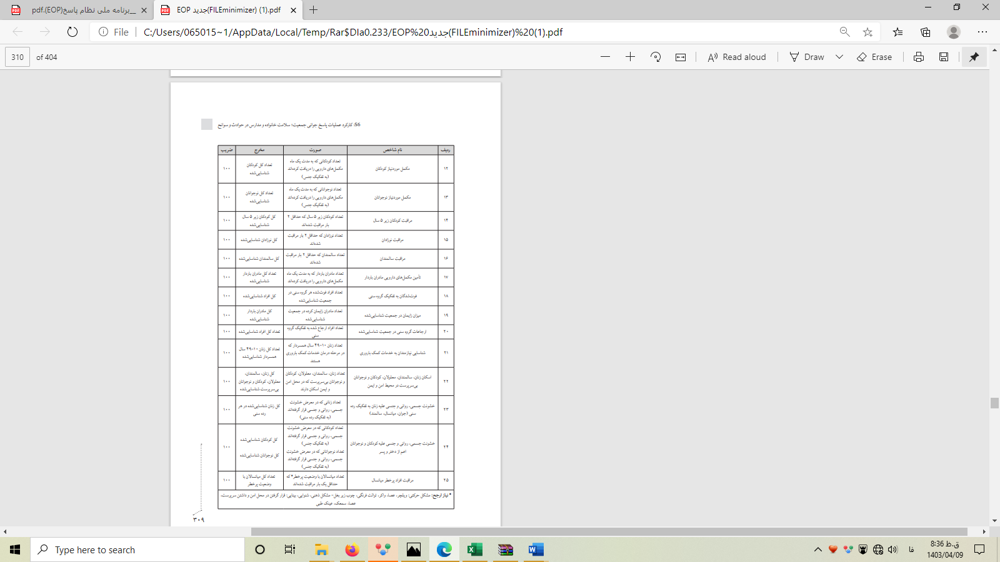 برنامه ملی نظام پاسخ(EOP).pdf
EOP جدید(FILEminimizer) (1).pdf
File
C:/Users/065015~1/AppData/Local/Temp/Rar$DIa0.233/EOP%20جدید(FILEminimizer)%20(1).pdf
310 of 404
Read aloud
Draw
Erase
S6: کارکرد عملیات پاسخ جوانی جمعیت؛ سلامت خانواده و مدارس در حوادث و سوانح
ردیف نام شاخص صورت مخرج ضریب
۱۲ مکمل موردنیاز کودکان تعداد کودکانی که به مدت یک ماه مکمل‌های دارویی را دریافت کرده‌اند (به تفکیک جنس) تعداد کل کودکان شناسایی‌شده ۱۰۰
۱۳ مکمل موردنیاز نوجوانان تعداد نوجوانانی که به مدت یک ماه مکمل‌های دارویی را دریافت کرده‌اند (به تفکیک جنس) تعداد کل نوجوانان شناسایی‌شده ۱۰۰
۱۴ مراقبت کودکان زیر ۵ سال تعداد کودکان زیر ۵ سال که حداقل ۲ بار مراقبت شده‌اند کل کودکان زیر ۵ سال شناسایی‌شده ۱۰۰
۱۵ مراقبت نوزادان تعداد نوزادان که حداقل ۲ بار مراقبت شده‌اند کل نوزادان شناسایی‌شده ۱۰۰
۱۶ مراقبت سالمندان تعداد سالمندان که حداقل ۲ بار مراقبت شده‌اند کل سالمندان شناسایی‌شده ۱۰۰
۱۷ تأمین مکمل‌های دارویی مادران باردار تعداد مادران باردار که به مدت یک ماه مکمل‌های دارویی را دریافت کرده‌اند تعداد کل مادران باردار شناسایی‌شده ۱۰۰
۱۸ فوت‌شدگان به تفکیک گروه سنی تعداد افراد فوت‌شده هر گروه سنی در جمعیت شناسایی‌شده کل افراد شناسایی‌شده ۱۰۰
۱۹ میزان زایمان در جمعیت شناسایی‌شده تعداد مادران زایمان کرده در جمعیت شناسایی‌شده کل مادران باردار شناسایی‌شده ۱۰۰
۲۰ ارجاعات گروه سنی در جمعیت شناسایی‌شده تعداد افراد ارجاع شده به تفکیک گروه سنی تعداد کل افراد شناسایی‌شده ۱۰۰
۲۱ شناسایی نیازمندان به خدمات کمک باروری تعداد زنان ۱۰-۴۹ سال همسردار که در مرحله درمان خدمات کمک باروری هستند تعداد کل زنان ۱۰-۴۹ سال همسردار شناسایی‌شده ۱۰۰
۲۲ اسکان زنان، سالمندان، معلولان، کودکان و نوجوانان بی‌سرپرست در محیط امن و ایمن تعداد زنان، سالمندان، معلولان، کودکان و نوجوانان بی‌سرپرست که در محل امن و ایمن اسکان دارند کل زنان، سالمندان، معلولان، کودکان و نوجوانان بی‌سرپرست شناسایی‌شده ۱۰۰
۲۳ خشونت جسمی، روانی و جنسی علیه زنان به تفکیک رده سنی (جوان، میانسال، سالمند) تعداد زنانی که در معرض خشونت جسمی، روانی و جنسی قرار گرفته‌اند (به تفکیک رده سنی) کل زنان شناسایی‌شده در هر رده سنی ۱۰۰
۲۴ خشونت جسمی، روانی و جنسی علیه کودکان و نوجوانان اعم از دختر و پسر تعداد کودکانی که در معرض خشونت جسمی، روانی و جنسی قرار گرفته‌اند (به تفکیک جنس) تعداد نوجوانانی که در معرض خشونت جسمی، روانی و جنسی قرار گرفته‌اند (به تفکیک جنس) کل کودکان شناسایی‌شده کل نوجوانان شناسایی‌شده ۱۰۰
۲۵ مراقبت افراد پرخطر میانسال تعداد میانسالان با وضعیت پرخطر* که حداقل یک بار مراقبت شده‌اند تعداد کل میانسالان با وضعیت پرخطر ۱۰۰
* نیاز ارجح: مشکل حرکتی: ویلچر، عصا، واکر، توالت فرنگی، چوب زیر بغل- مشکل ذهنی، شنوایی، بینایی: قرار گرفتن در محل امن و داشتن سرپرست،
عصا، سمعک، عینک طبی
۳۰۹
Type here to search
فا
8:36 ق.ظ
1403/04/09